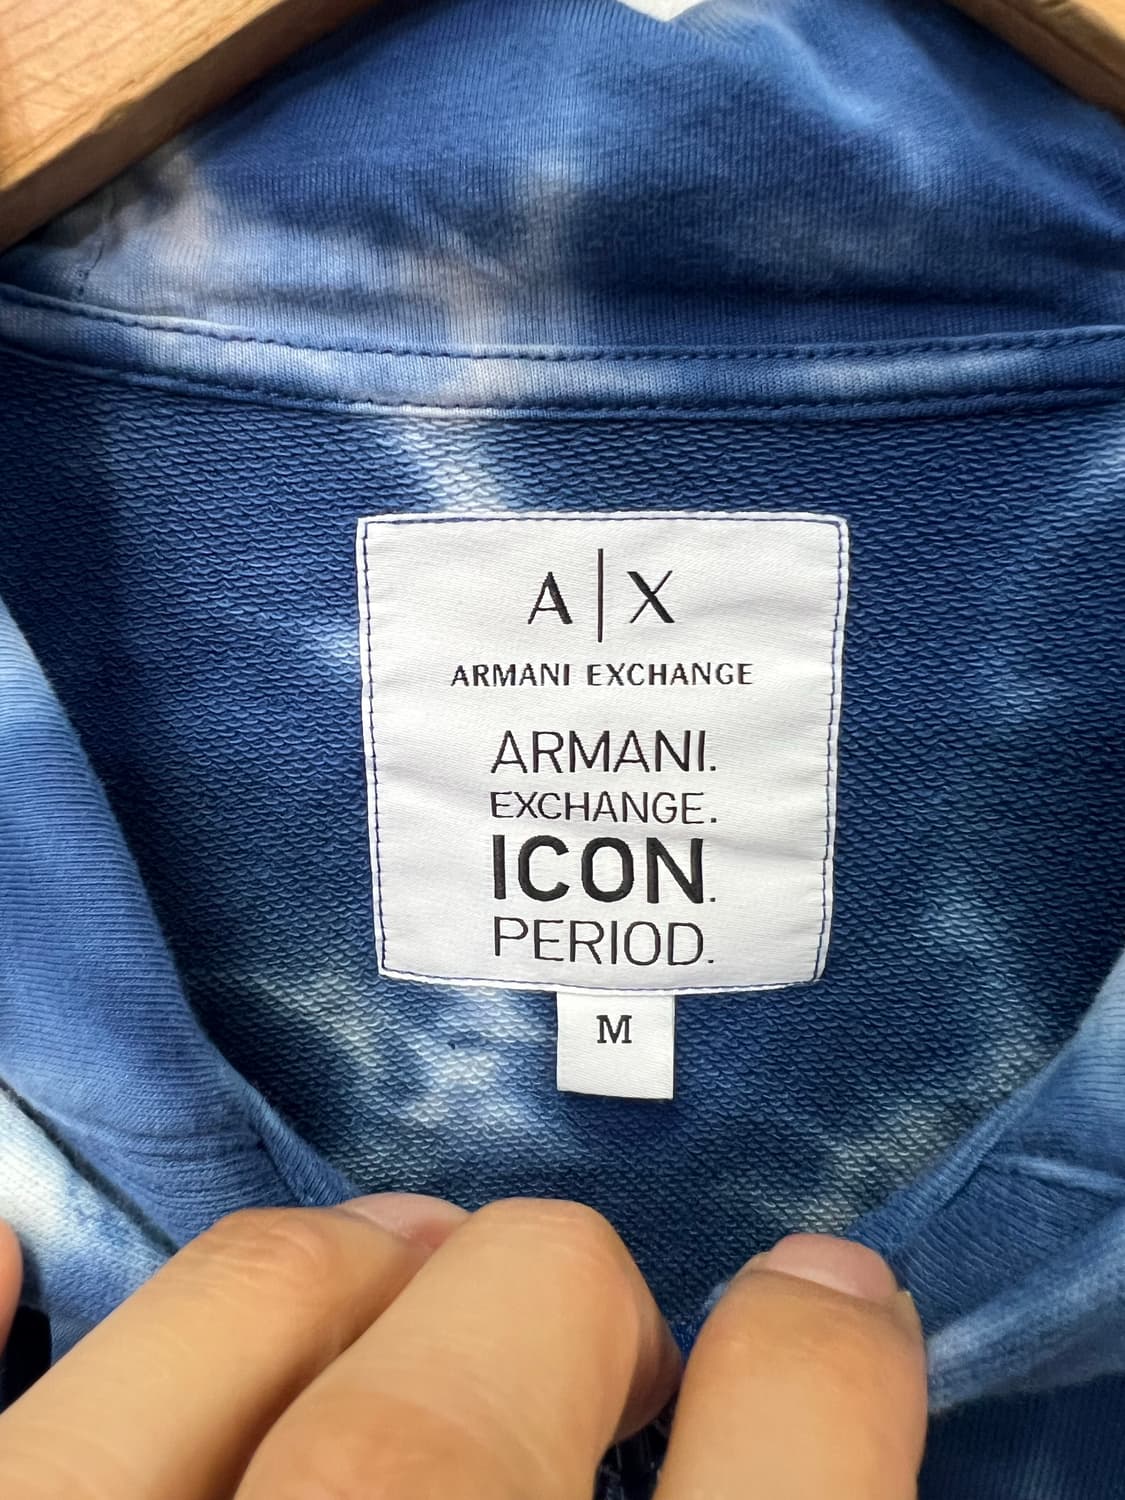 A|X
ARMANI EXCHANGE
ARMANI.
EXCHANGE.
ICON.
PERIOD.
M